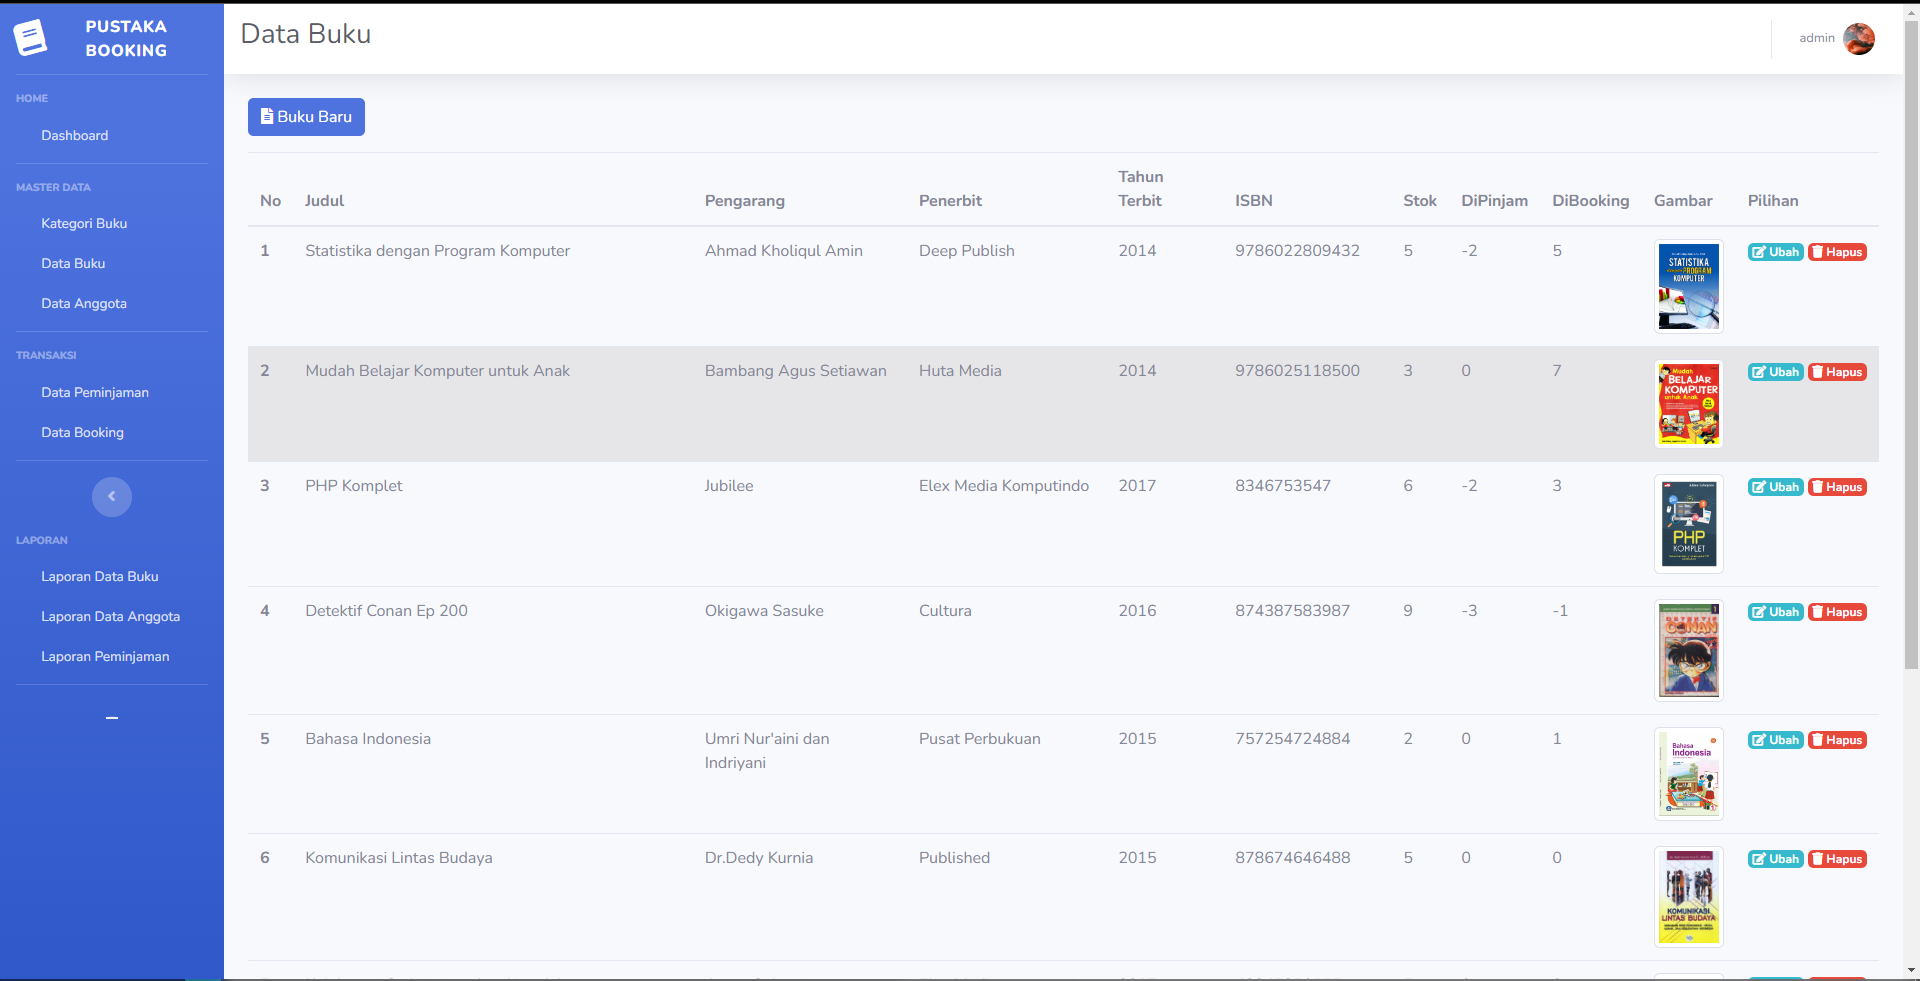 PUSTAKA
BOOKING
HOME
Dashboard
MASTER DATA
Kategori Buku
Data Buku
Data Anggota
TRANSAKSI
Data Peminjaman
Data Booking
LAPORAN
Laporan Data Buku
Laporan Data Anggota
Laporan Peminjaman
Data Buku
admin
Buku Baru
No Judul Pengarang Penerbit Tahun Terbit ISBN Stok DiPinjam DiBooking Gambar Pilihan
1 Statistika dengan Program Komputer Ahmad Kholiqul Amin Deep Publish 2014 9786022809432 5 -2 5 Ubah Hapus
STATISTIKA
PROGRAM
KOMPUTER
2 Mudah Belajar Komputer untuk Anak Bambang Agus Setiawan Huta Media 2014 9786025118500 3 0 7 Ubah Hapus
Mudah
BELAJAR
KOMPUTER
untuk Anak
3 PHP Komplet Jubilee Elex Media Komputindo 2017 8346753547 6 -2 3 Ubah Hapus
PHP
KOMPLET
4 Detektif Conan Ep 200 Okigawa Sasuke Cultura 2016 874387583987 9 -3 -1 Ubah Hapus
1
CONAN
5 Bahasa Indonesia Umri Nur'aini dan Indriyani Pusat Perbukuan 2015 757254724884 2 0 1 Ubah Hapus
Bahasa
Indonesia
6 Komunikasi Lintas Budaya Dr.Dedy Kurnia Published 2015 878674646488 5 0 0 Ubah Hapus
KOMUNIKASI
LINTAS BUDAYA